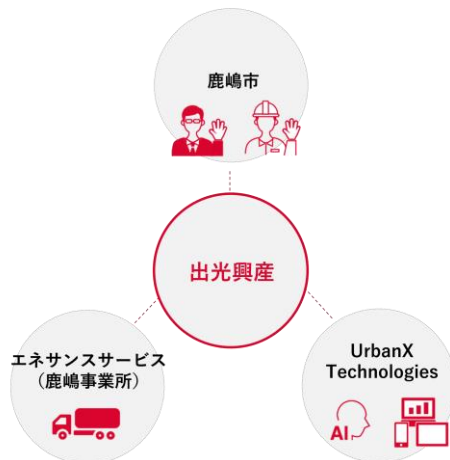 鹿嶋市
出光興産
エネサンスサービス
（鹿嶋事業所）
UrbanX
Technologies
AI